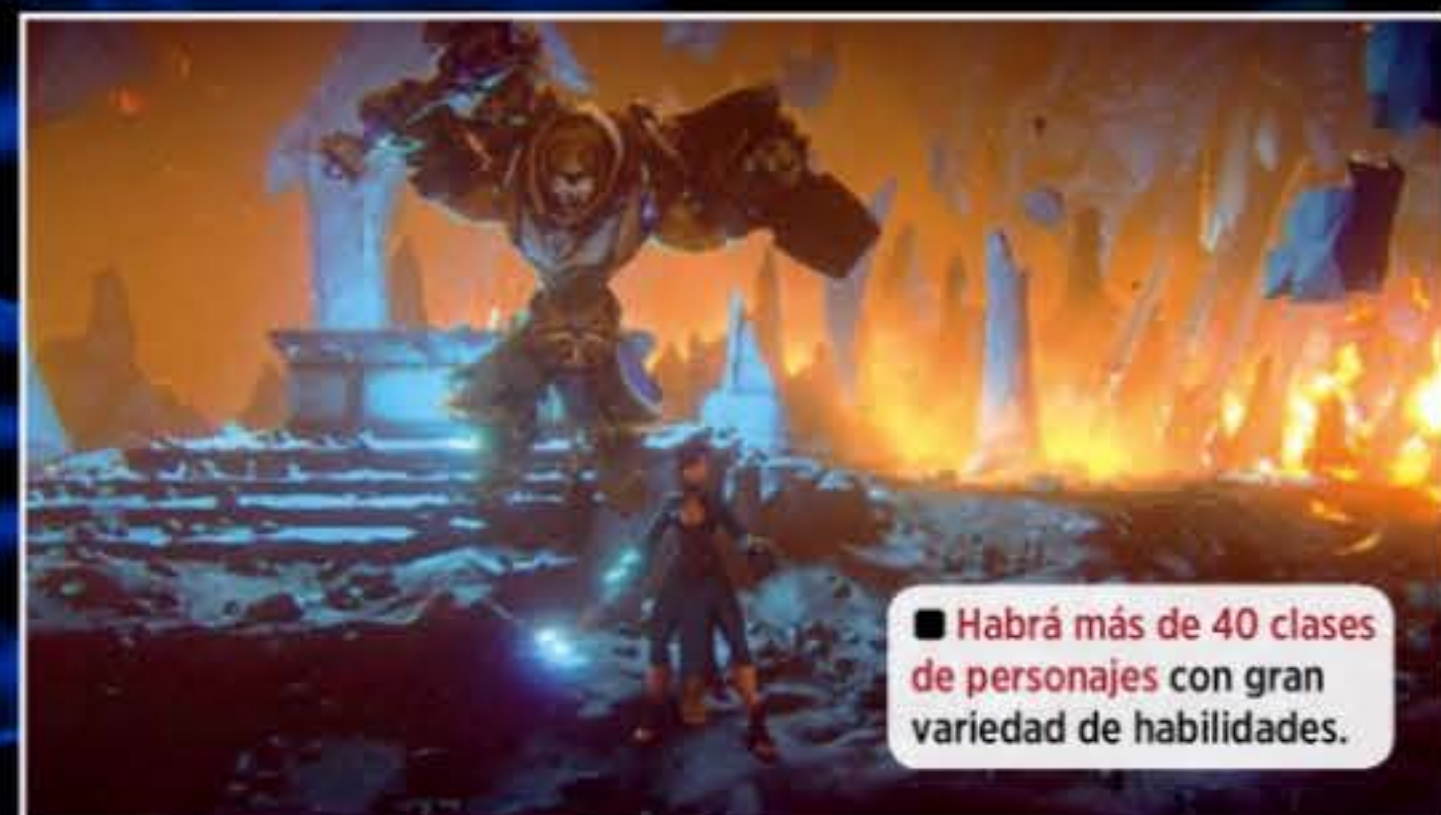 ■ Habrá más de 40 clases
de personajes con gran
variedad de habilidades.